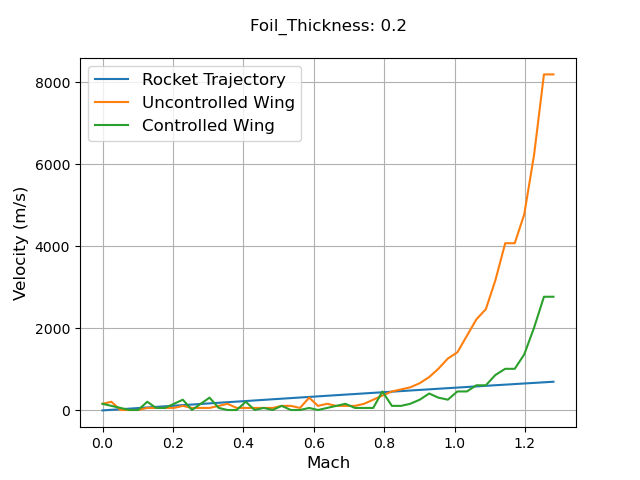 Foil_Thickness: 0.2
Rocket Trajectory
Uncontrolled Wing
Controlled Wing
8000
6000
4000
2000
0
Velocity (m/s)
0.0 0.2 0.4 0.6 0.8 1.0 1.2
Mach